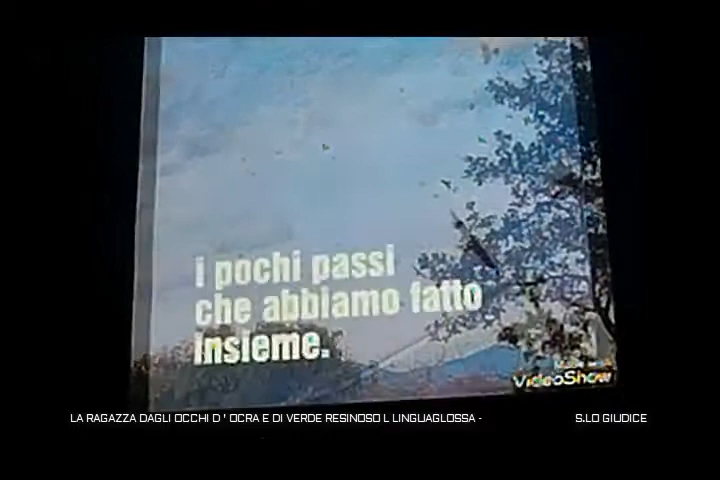 i pochi passi
che abbiamo fatto
insieme.
VideoShow
LA RAGAZZA DAGLI OCCHI D ' OCRA E DI VERDE RESINOSO L LINGUAGLOSSA - S.LO GIUDICE